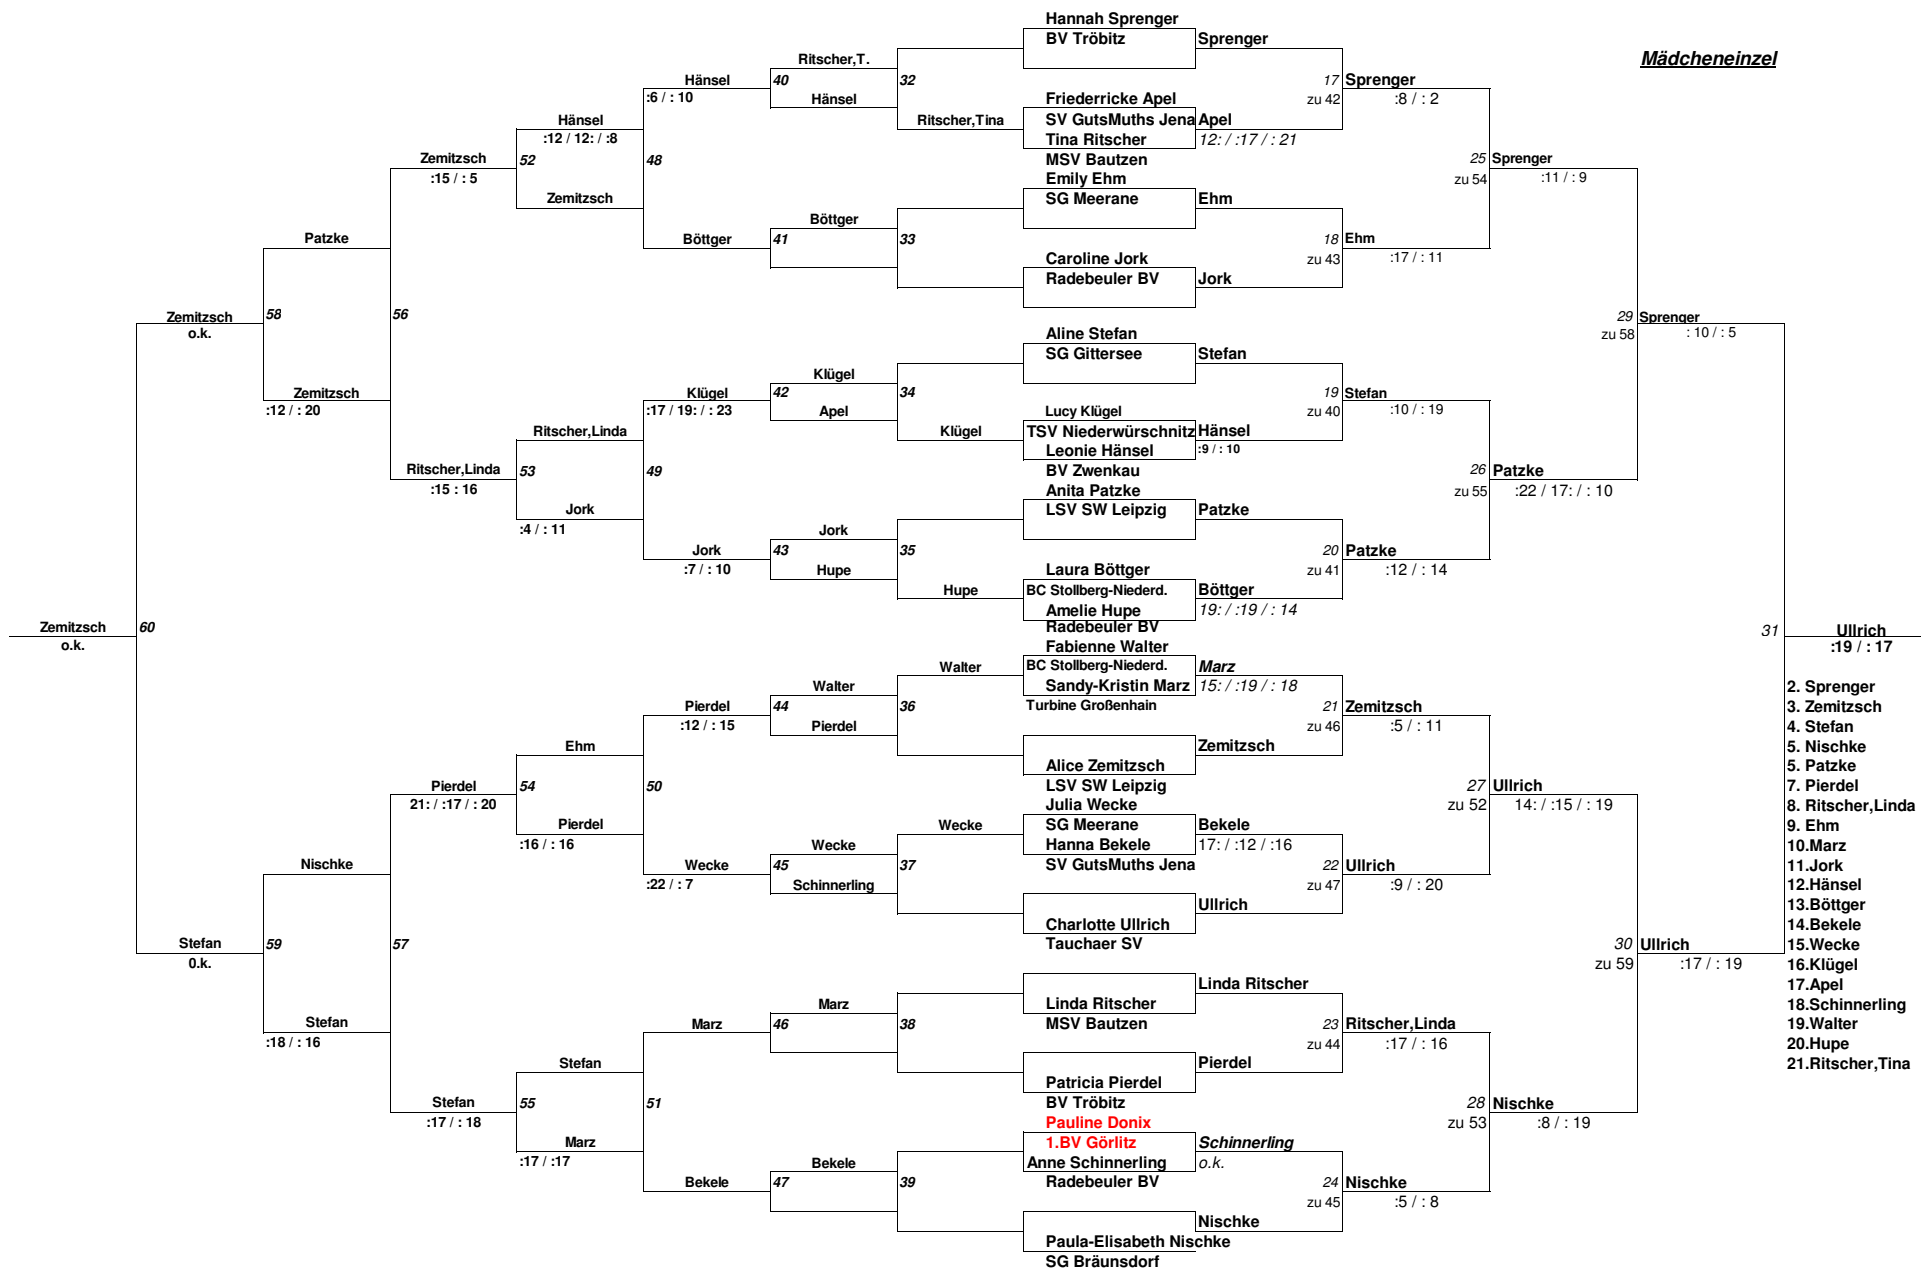 Hannah Sprenger
BV Tröbitz
Sprenger
Mädcheneinzel
Ritscher,T.
Hänsel
40
32
17
Sprenger
:6 / : 10
Hänsel
Friederricke Apel
zu 42
:8 / : 2
Hänsel
Ritscher,Tina
SV GutsMuths Jena
Apel
:12 / 12: / :8
Tina Ritscher
12: / :17 / : 21
Zemitzsch
52
48
MSV Bautzen
25
Sprenger
:15 / : 5
Emily Ehm
zu 54
:11 / : 9
Zemitzsch
SG Meerane
Ehm
Böttger
Patzke
Böttger
41
33
18
Ehm
Caroline Jork
zu 43
:17 / : 11
Radebeuler BV
Jork
Zemitzsch
58
56
29
Sprenger
o.k.
Aline Stefan
zu 58
: 10 / : 5
SG Gittersee
Stefan
Klügel
Zemitzsch
Klügel
42
34
19
Stefan
:12 / : 20
:17 / 19: / : 23
Apel
Lucy Klügel
zu 40
:10 / : 19
Ritscher,Linda
Klügel
TSV Niederwürschnitz
Hänsel
Leonie Hänsel
:9 / : 10
Ritscher,Linda
53
49
BV Zwenkau
26
Patzke
:15 : 16
Anita Patzke
zu 55
:22 / 17: / : 10
Jork
LSV SW Leipzig
Patzke
:4 / : 11
Jork
Jork
43
35
20
Patzke
:7 / : 10
Hupe
Laura Böttger
zu 41
:12 / : 14
Hupe
BC Stollberg-Niederd.
Böttger
Amelie Hupe
19: / :19 / : 14
Zemitzsch
60
Radebeuler BV
31
Ullrich
o.k.
Fabienne Walter
:19 / : 17
Walter
BC Stollberg-Niederd.
Marz
Walter
Sandy-Kristin Marz
15: / :19 / : 18
2. Sprenger
Pierdel
44
36
Turbine Großenhain
21
Zemitzsch
3. Zemitzsch
:12 / : 15
Pierdel
zu 46
:5 / : 11
4. Stefan
Ehm
Zemitzsch
5. Nischke
Alice Zemitzsch
5. Patzke
Pierdel
54
50
LSV SW Leipzig
27
Ullrich
7. Pierdel
21: / :17 / : 20
Julia Wecke
zu 52
14: / :15 / : 19
8. Ritscher,Linda
Pierdel
Wecke
SG Meerane
Bekele
9. Ehm
:16 / : 16
Wecke
Hanna Bekele
17: / :12 / :16
10.Marz
Nischke
Wecke
45
37
SV GutsMuths Jena
22
Ullrich
11.Jork
:22 / : 7
Schinnerling
zu 47
:9 / : 20
12.Hänsel
Ullrich
13.Böttger
Charlotte Ullrich
14.Bekele
Stefan
59
57
Tauchaer SV
30
Ullrich
15.Wecke
0.k.
zu 59
:17 / : 19
16.Klügel
Linda Ritscher
17.Apel
Marz
Linda Ritscher
18.Schinnerling
Stefan
Marz
46
38
MSV Bautzen
23
Ritscher,Linda
19.Walter
:18 / : 16
zu 44
:17 / : 16
20.Hupe
Stefan
Pierdel
21.Ritscher,Tina
Patricia Pierdel
Stefan
55
51
BV Tröbitz
28
Nischke
:17 / : 18
Pauline Donix
zu 53
:8 / : 19
Marz
1.BV Görlitz
Schinnerling
:17 / :17
Bekele
Anne Schinnerling
o.k.
Bekele
47
39
Radebeuler BV
24
Nischke
zu 45
:5 / : 8
Nischke
Paula-Elisabeth Nischke
SG Bräunsdorf